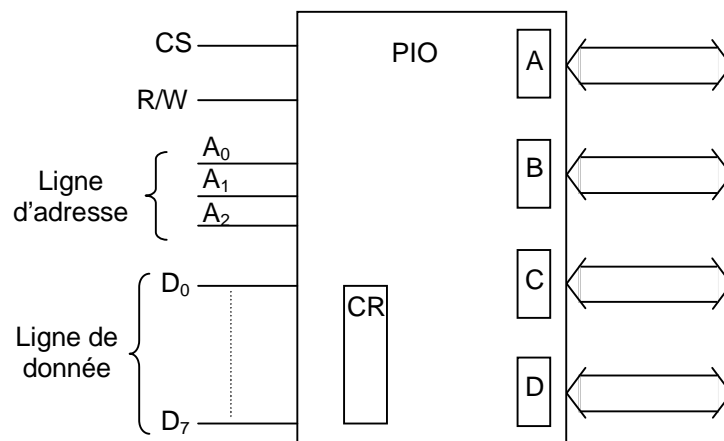 CS
PIO
A
R/W
A₀
A₁
A₂
Ligne
d'adresse
B
D₀
CR
C
Ligne de
donnée
D₇
D